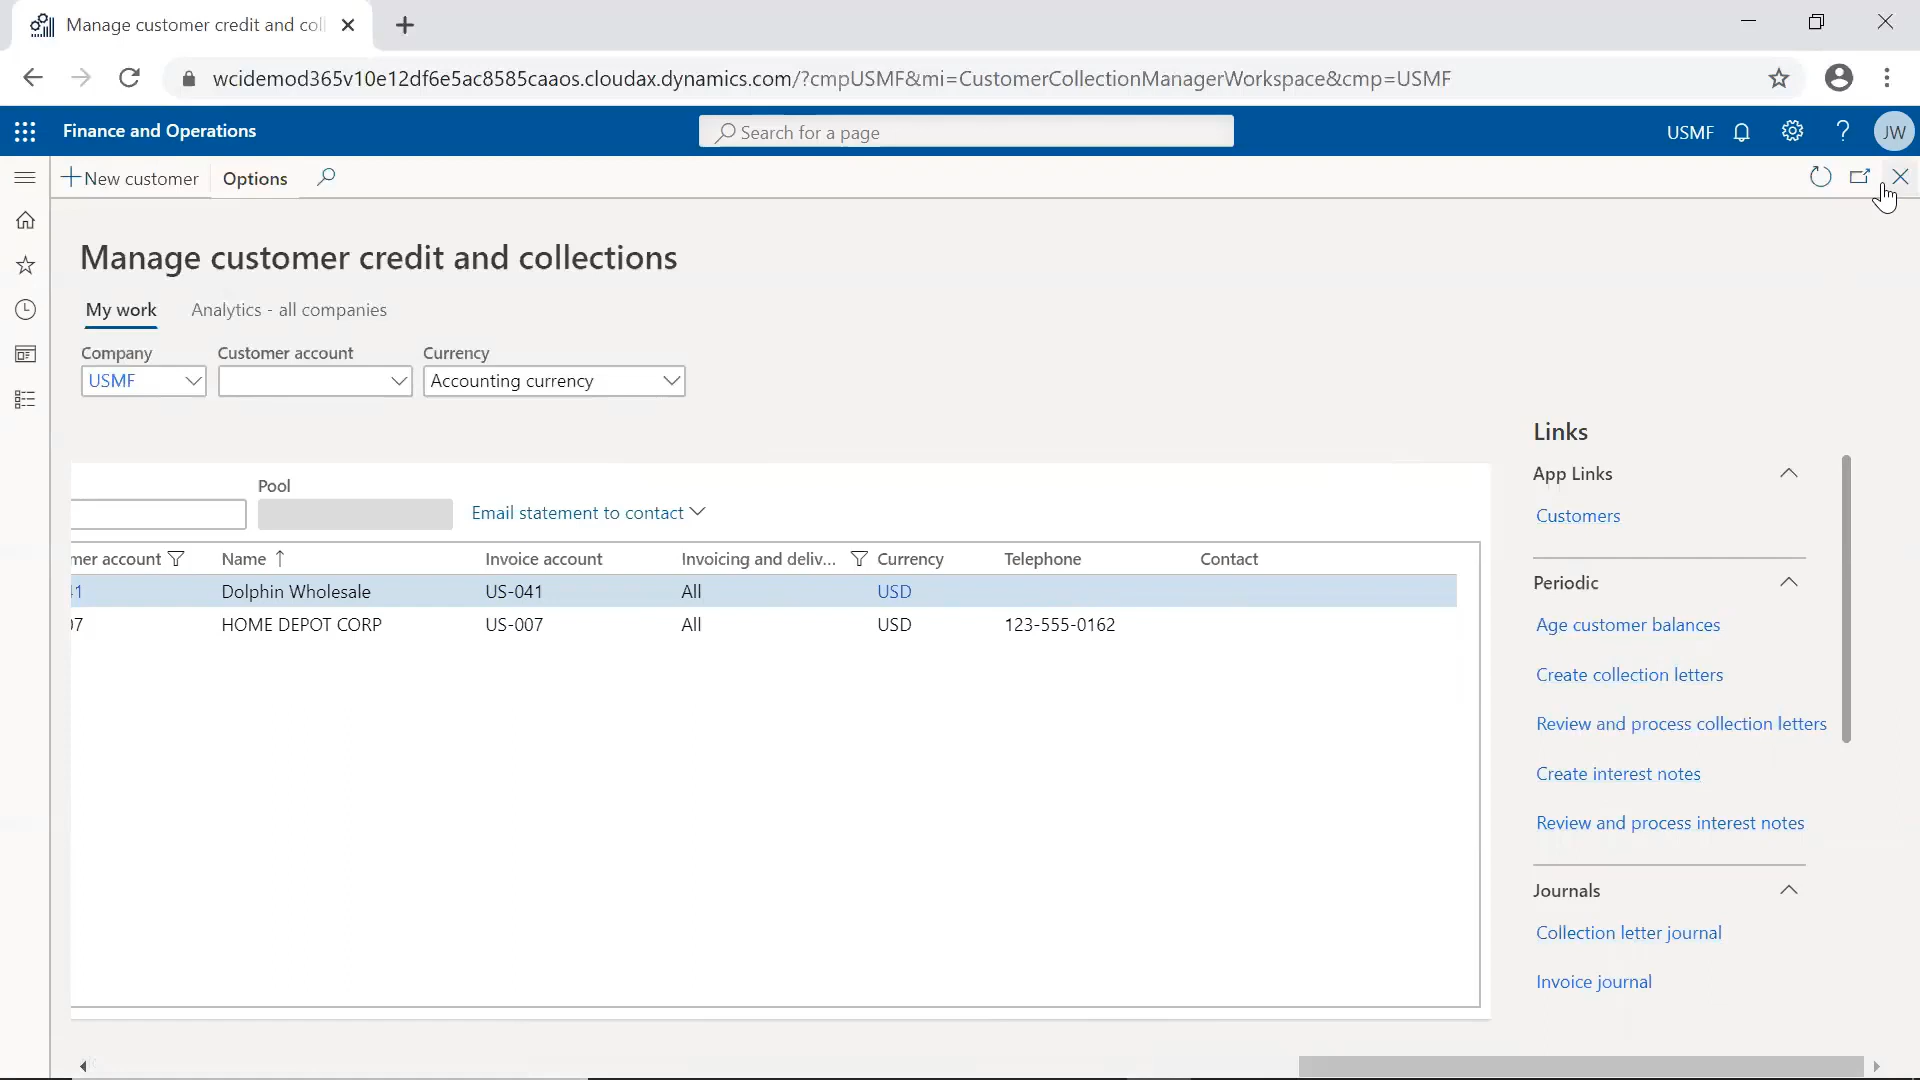 Manage customer credit and coll
wcidemod365v10e12df6e5ac8585caaos.cloudax.dynamics.com/?cmpUSMF&mi=CustomerCollectionManagerWorkspace&cmp=USMF
Finance and Operations
Search for a page
USMF
?
JW
New customer
Options
Manage customer credit and collections
My work
Analytics - all companies
Company
Customer account
Currency
USMF
Accounting currency
Links
App Links
Customers
Periodic
Age customer balances
Create collection letters
Review and process collection letters
Create interest notes
Review and process interest notes
Journals
Collection letter journal
Invoice journal
Pool
Email statement to contact
mer account Name Invoice account Invoicing and deliv... Currency Telephone Contact
1 Dolphin Wholesale US-041 All USD
07 HOME DEPOT CORP US-007 All USD 123-555-0162